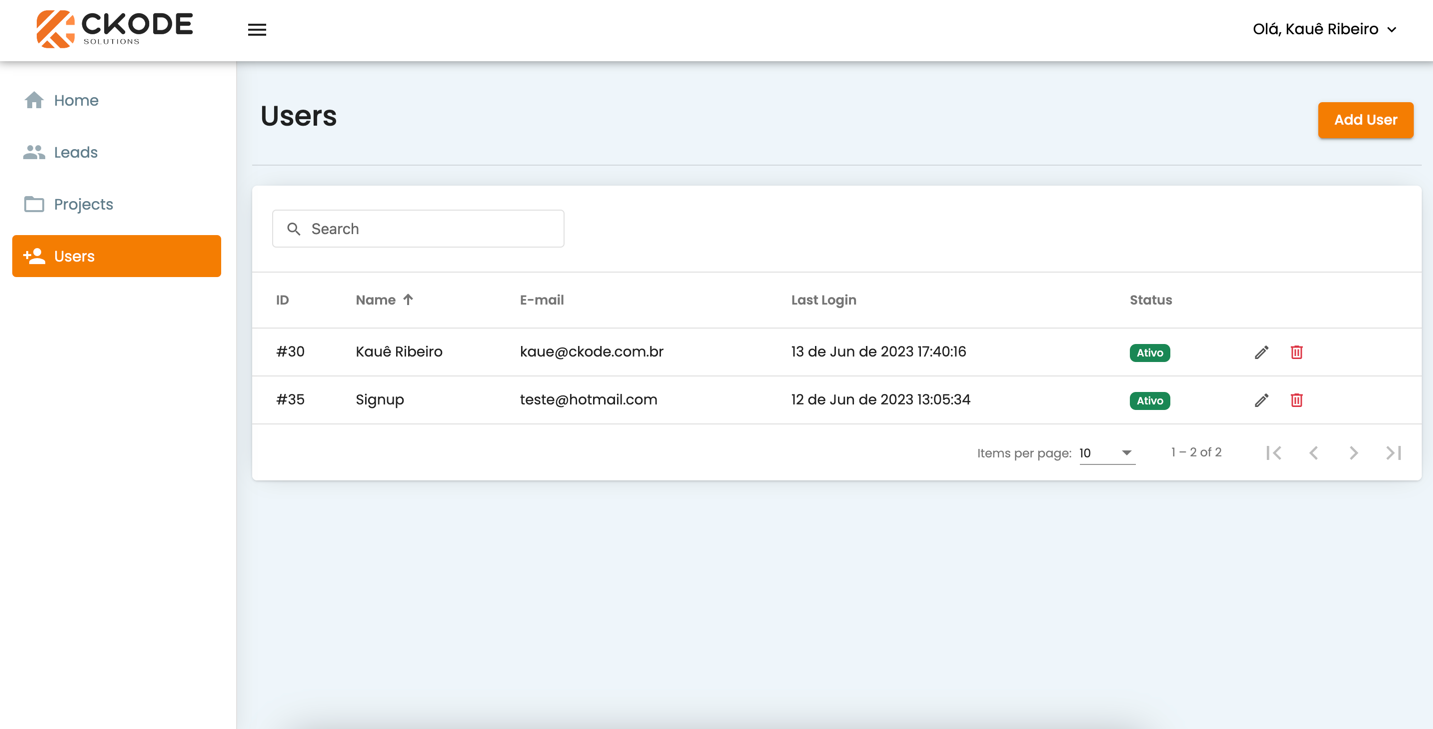 CKODE
SOLUTIONS
Olá, Kauê Ribeiro
Home
Leads
Projects
Users
Users
Add User
Search
ID Name E-mail Last Login Status
#30 Kauê Ribeiro kaue@ckode.com.br 13 de Jun de 2023 17:40:16 Ativo
#35 Signup teste@hotmail.com 12 de Jun de 2023 13:05:34 Ativo
Items per page: 10 1 – 2 of 2